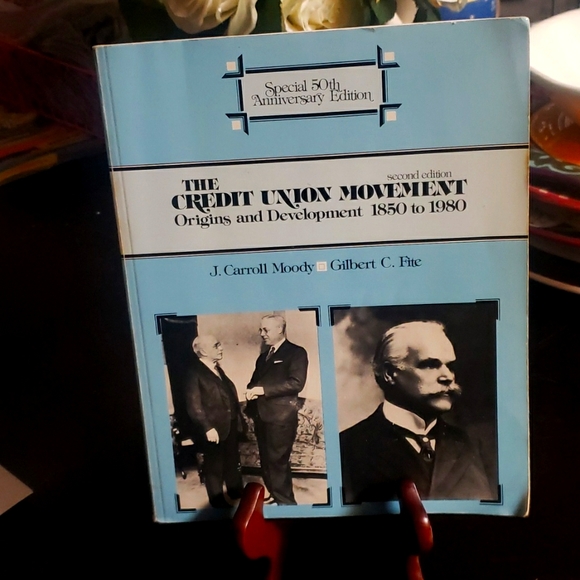 Special 50th
Anniversary Edition
second edition
THE
CREDIT UNION MOVEMENT
Origins and Development 1850 to 1980
J. Carroll Moody Gilbert C. Fite